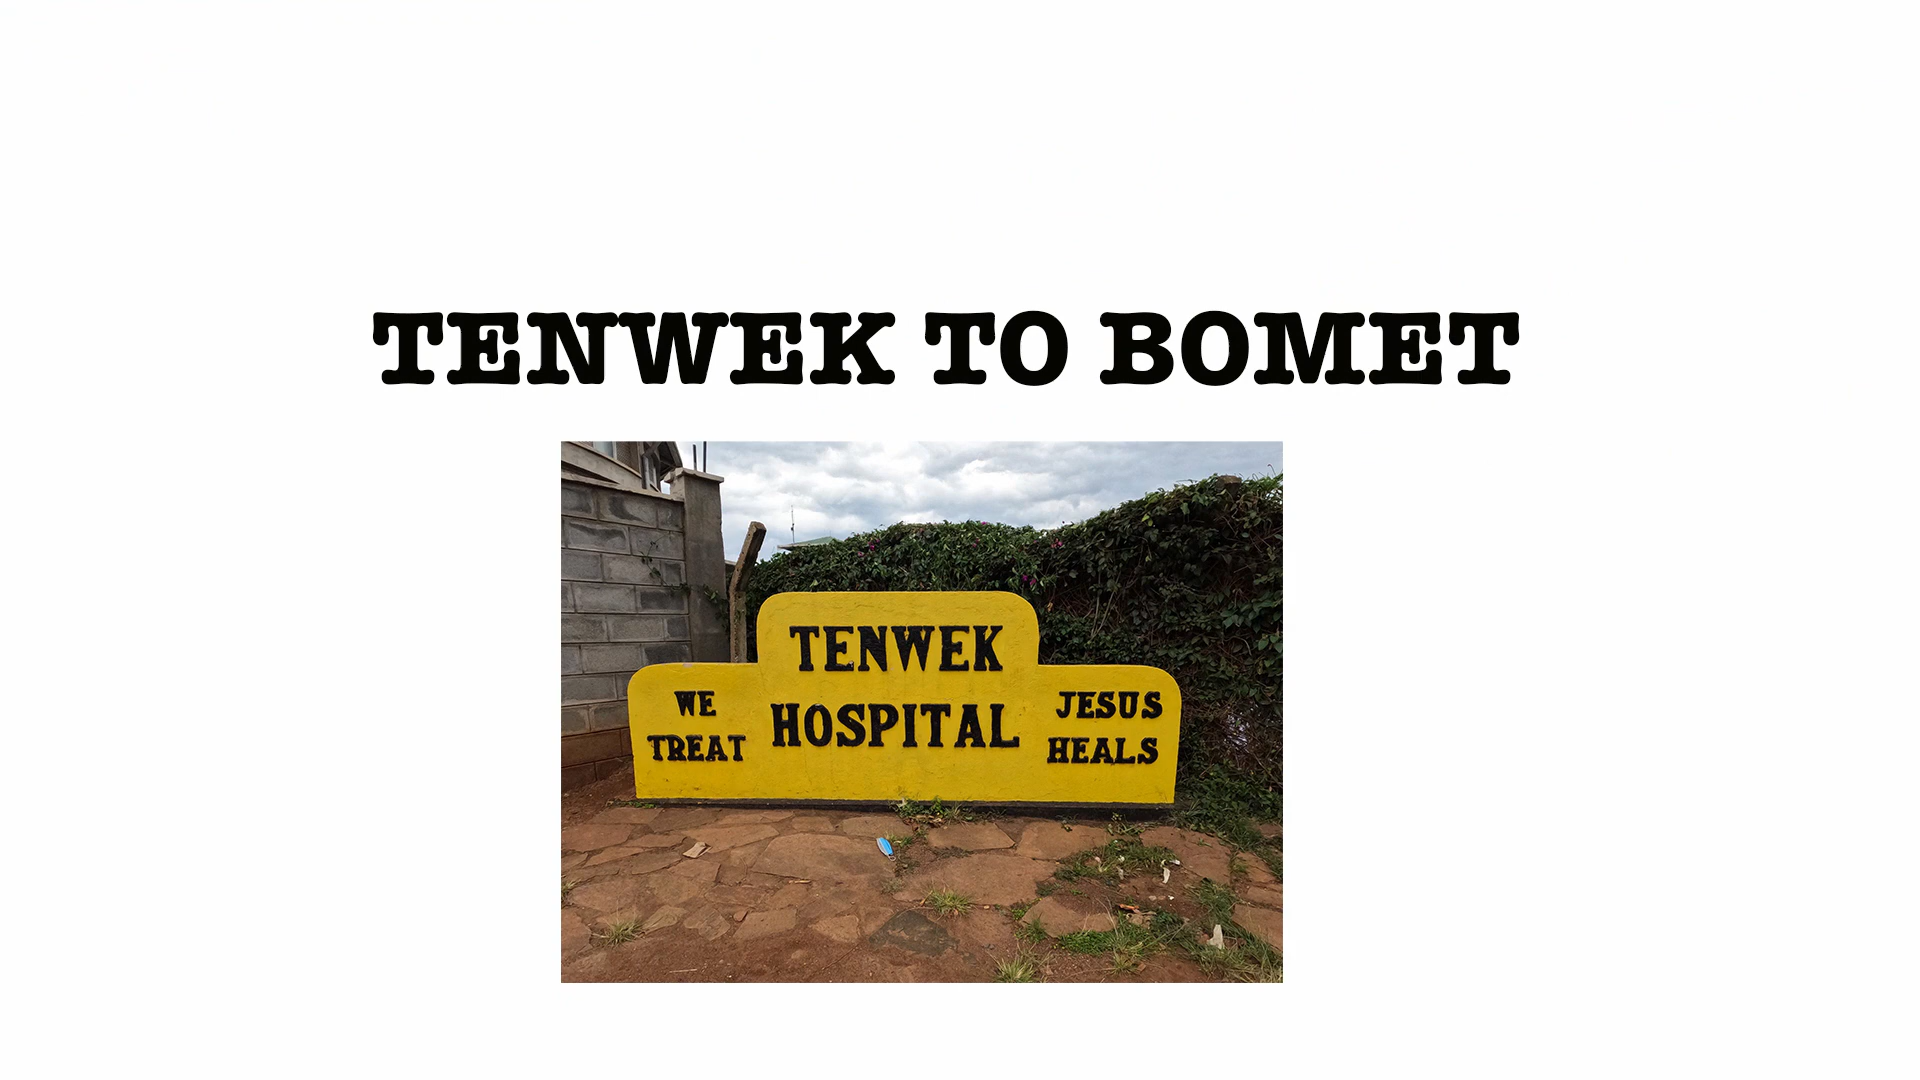 TENWEK TO BOMET
TENWEK
HOSPITAL
WE
TREAT
JESUS
HEALS